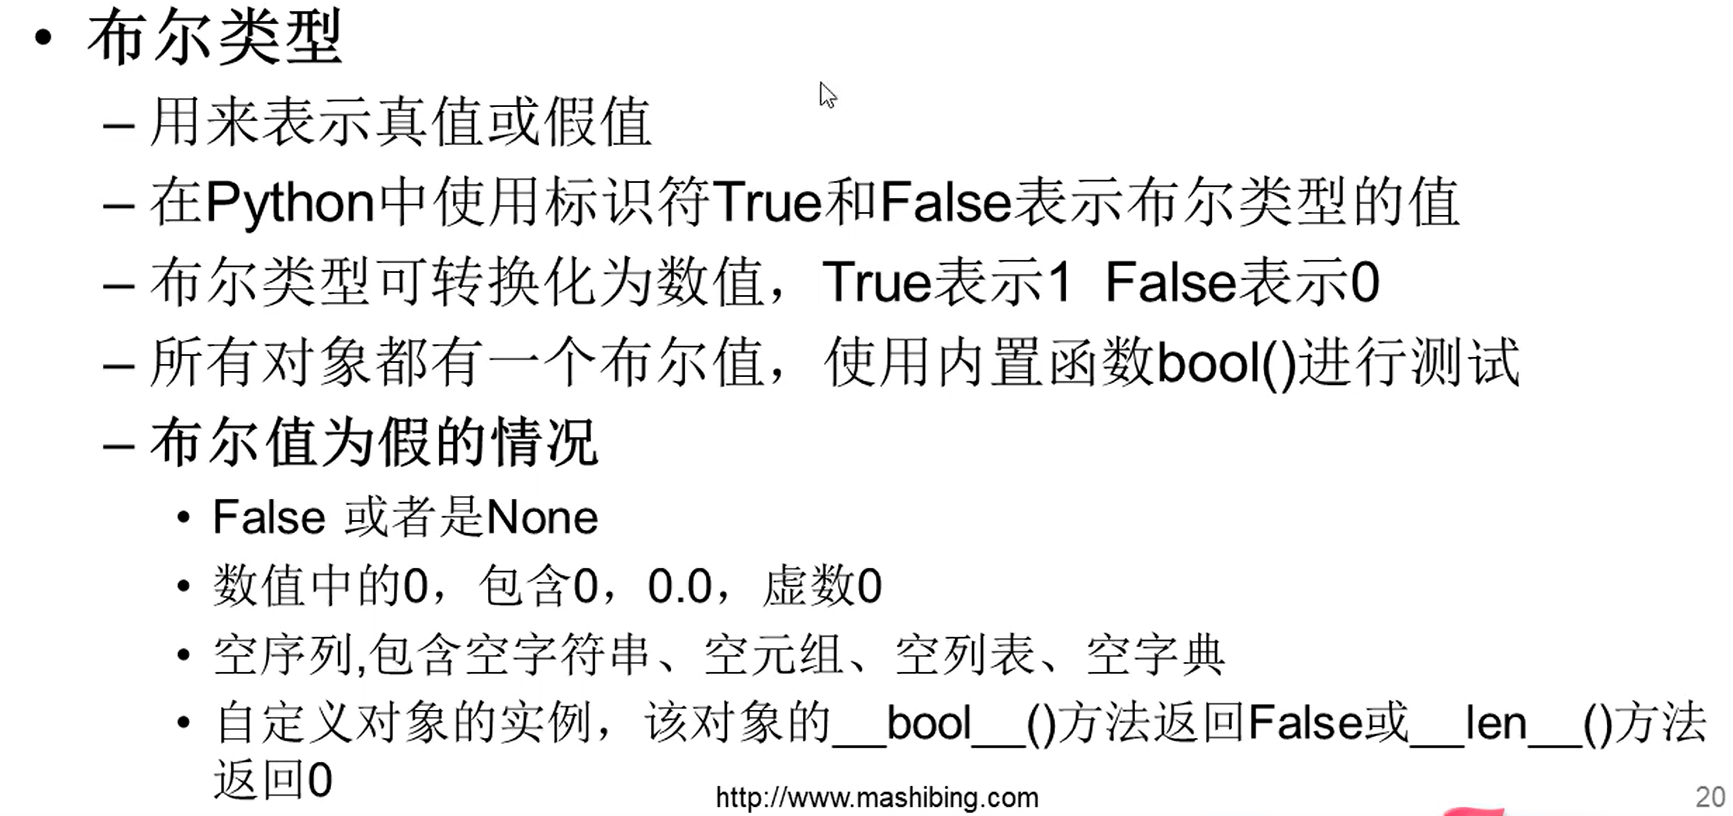 • 布尔类型
– 用来表示真值或假值
– 在Python中使用标识符True和False表示布尔类型的值
– 布尔类型可转换化为数值，True表示1 False表示0
– 所有对象都有一个布尔值，使用内置函数bool()进行测试
– 布尔值为假的情况
• False 或者是None
• 数值中的0，包含0，0.0，虚数0
• 空序列,包含空字符串、空元组、空列表、空字典
• 自定义对象的实例，该对象的__bool__()方法返回False或__len__()方法
返回0
http://www.mashibing.com
20